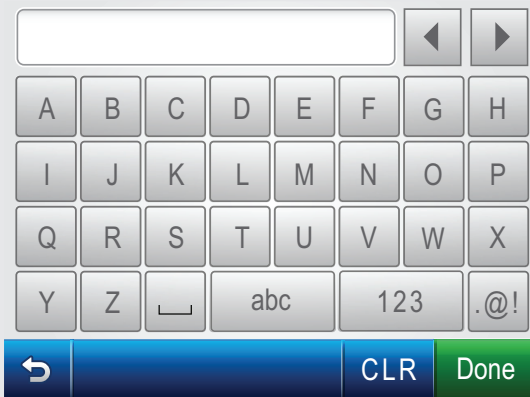 A B C D E F G H
I J K L M N O P
Q R S T U V W X
Y Z abc 123 .@!
CLR Done